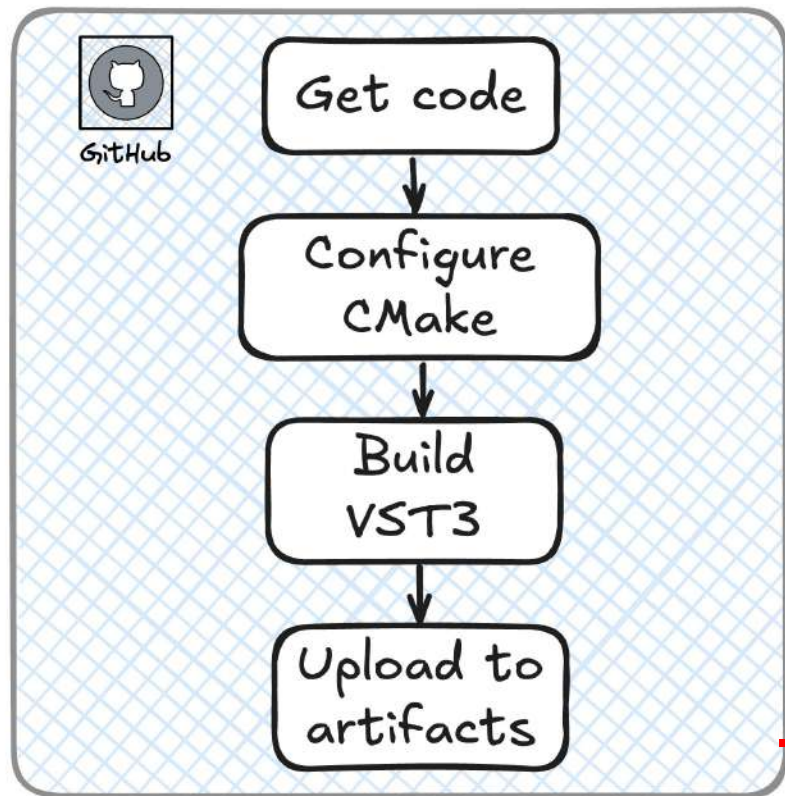 Get code
GitHub
Configure
CMake
Build
VST3
Upload to
artifacts